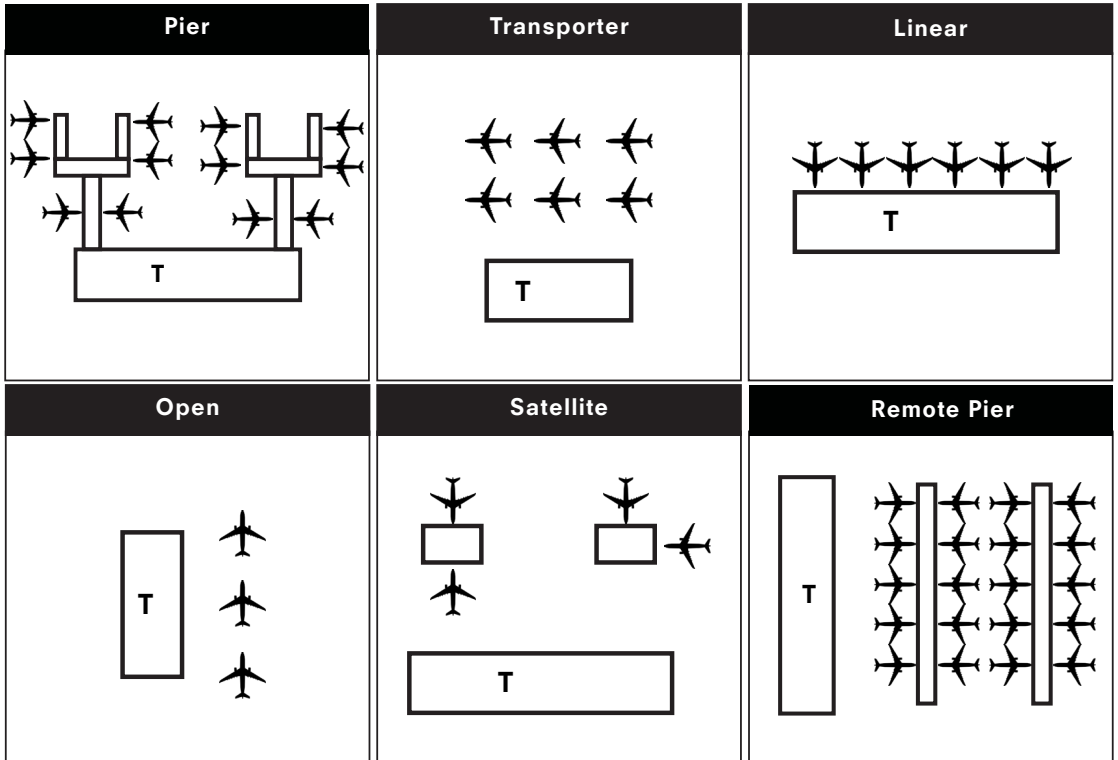 Pier
Transporter
Linear
T
T
T
Open
Satellite
Remote Pier
T
T
T